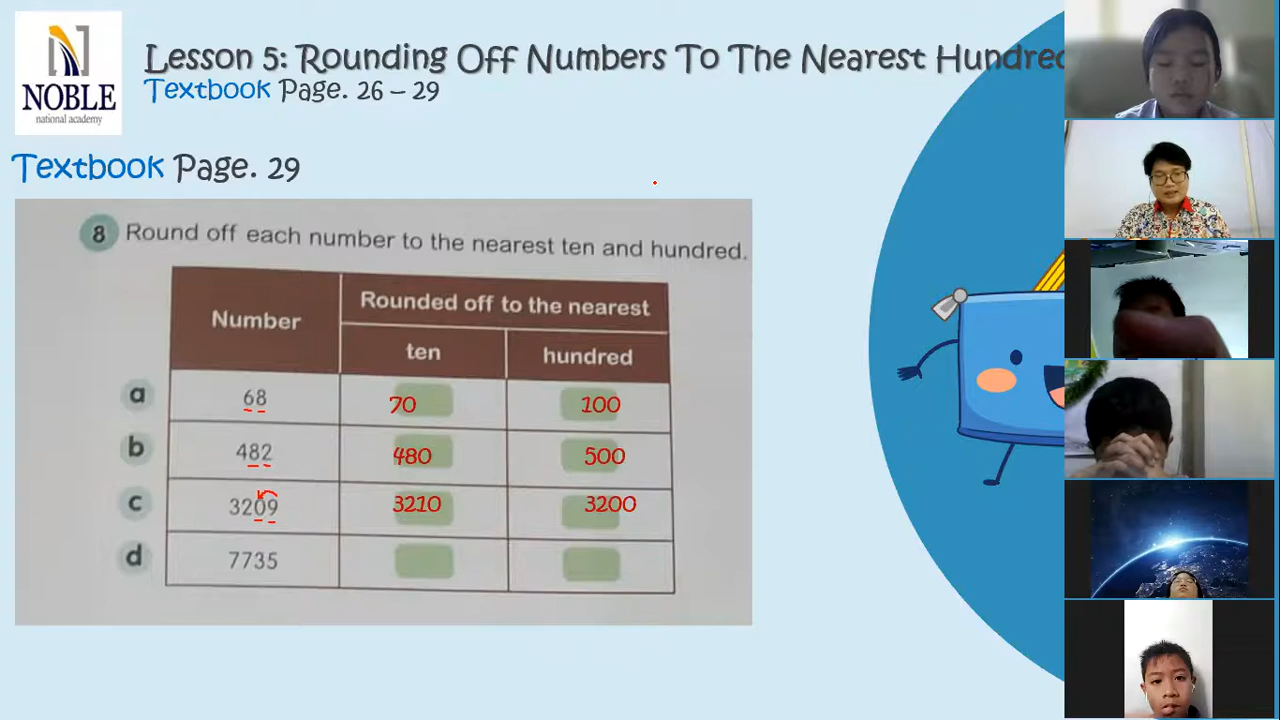 NOBLE
national academy
Lesson 5: Rounding Off Numbers To The Nearest Hundred
Textbook Page. 26 – 29
Textbook Page. 29
8 Round off each number to the nearest ten and hundred.
Number
Rounded off to the nearest
ten hundred
a 68 70 100
b 482 480 500
c 3209 3210 3200
d 7735